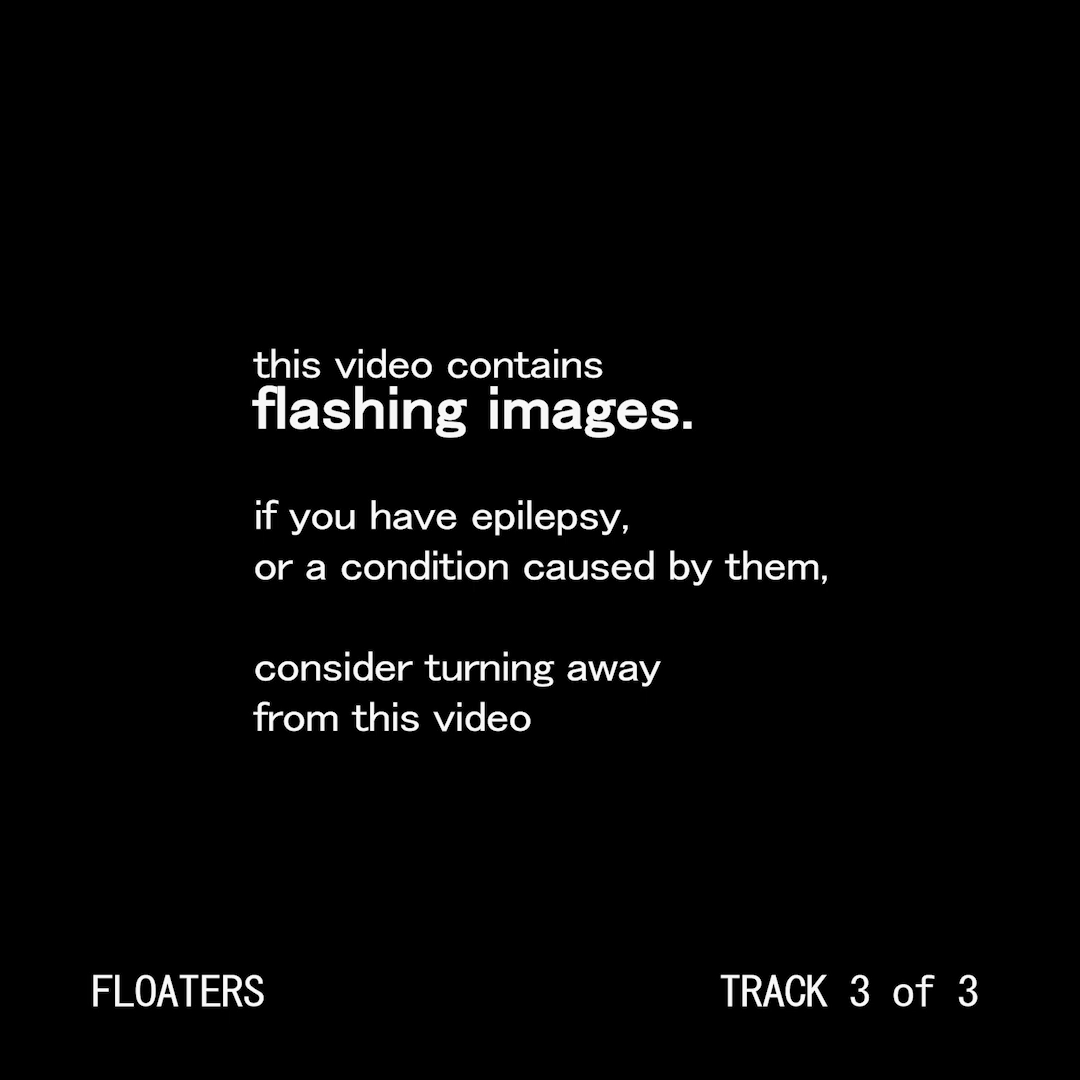 this video contains
flashing images.
if you have epilepsy,
or a condition caused by them,
consider turning away
from this video
FLOATERS
TRACK 3 of 3